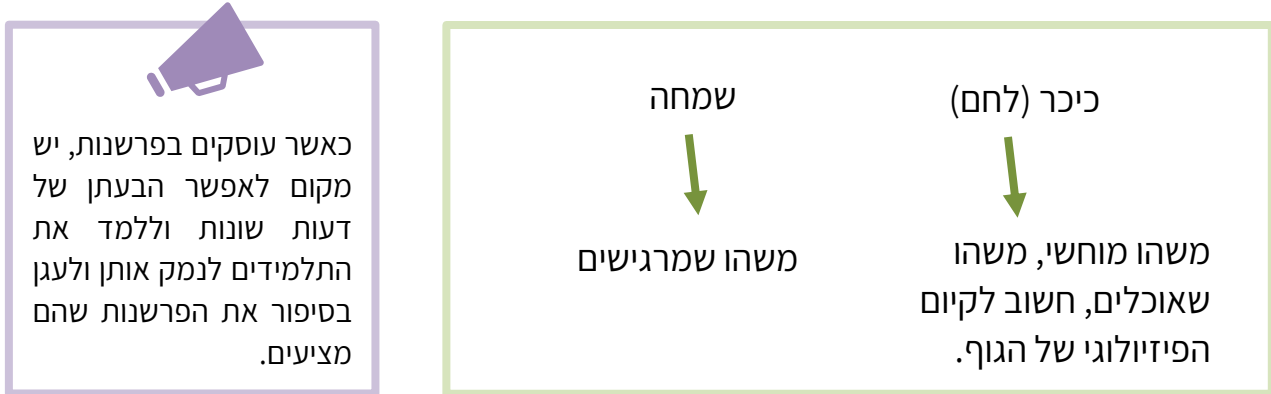 כיכר (לחם)
שמחה
משהו מוחשי, משהו
שאוכלים, חשוב לקיום
הפיזיולוגי של הגוף.
משהו שמרגישים
כאשר עוסקים בפרשנות, יש
מקום לאפשר הבעתן של
דעות שונות וללמד את
התלמידים לנמק אותן ולעגן
בסיפור את הפרשנות שהם
מציעים.